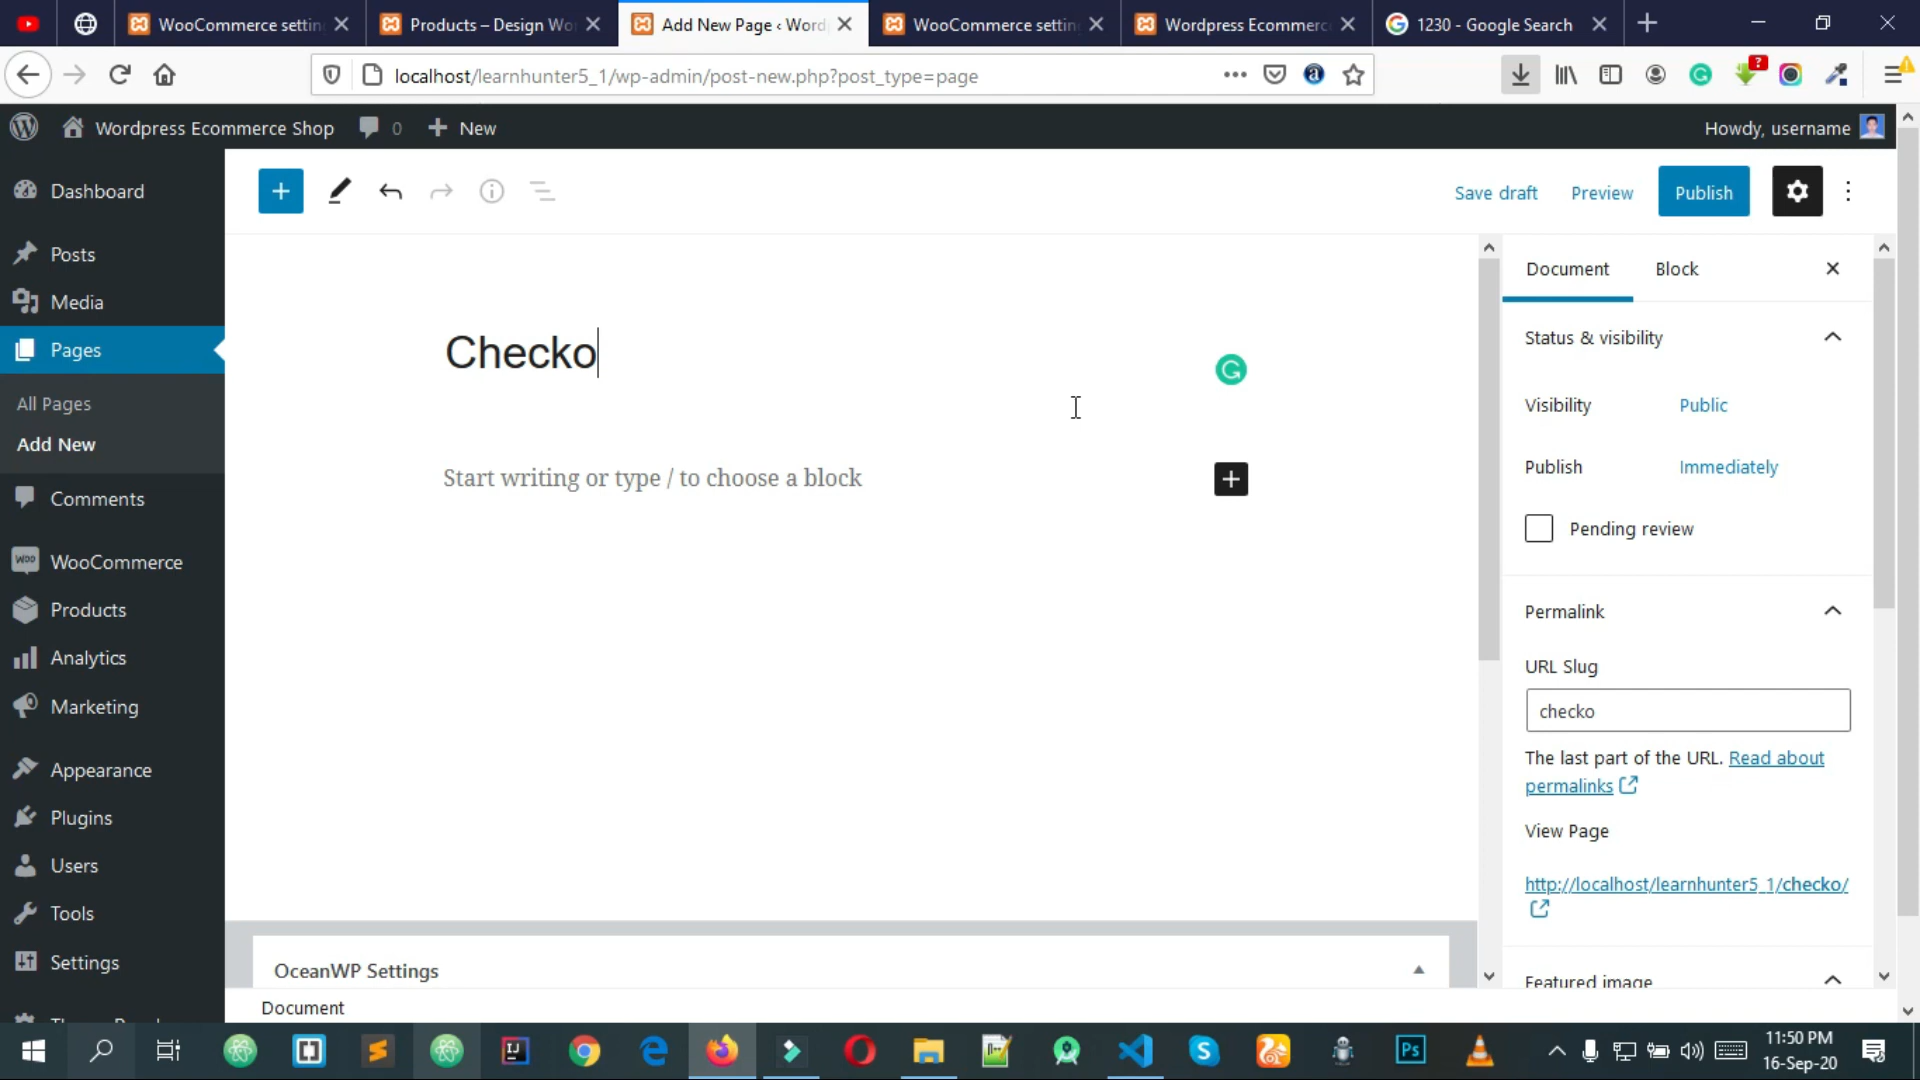 WooCommerce settin
Products – Design Wo
Add New Page ‹ Word
WooCommerce settin
Wordpress Ecommerc
1230 - Google Search
localhost/learnhunter5_1/wp-admin/post-new.php?post_type=page
Wordpress Ecommerce Shop
0
New
Howdy, username
Dashboard
Posts
Media
Pages
All Pages
Add New
Comments
WooCommerce
Products
Analytics
Marketing
Appearance
Plugins
Users
Tools
Settings
Save draft
Preview
Publish
Checko
Start writing or type / to choose a block
OceanWP Settings
Document
Document
Block
Status & visibility
Visibility
Public
Publish
Immediately
Pending review
Permalink
URL Slug
checko
The last part of the URL. Read about
permalinks
View Page
http://localhost/learnhunter5_1/checko/
Featured image
11:50 PM
16-Sep-20